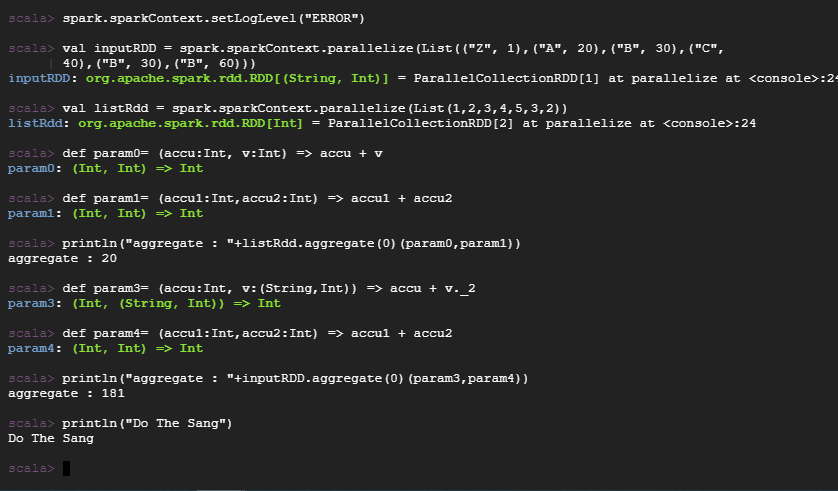 scala> spark.sparkContext.setLogLevel("ERROR")
scala> val inputRDD = spark.sparkContext.parallelize(List(("Z", 1),("A", 20),("B", 30),("C",
| 40),("B", 30),("B", 60)))
inputRDD: org.apache.spark.rdd.RDD[(String, Int)] = ParallelCollectionRDD[1] at parallelize at <console>:24
scala> val listRdd = spark.sparkContext.parallelize(List(1,2,3,4,5,3,2))
listRdd: org.apache.spark.rdd.RDD[Int] = ParallelCollectionRDD[2] at parallelize at <console>:24
scala> def param0= (accu:Int, v:Int) => accu + v
param0: (Int, Int) => Int
scala> def param1= (accu1:Int,accu2:Int) => accu1 + accu2
param1: (Int, Int) => Int
scala> println("aggregate : "+listRdd.aggregate(0)(param0,param1))
aggregate : 20
scala> def param3= (accu:Int, v:(String,Int)) => accu + v._2
param3: (Int, (String, Int)) => Int
scala> def param4= (accu1:Int,accu2:Int) => accu1 + accu2
param4: (Int, Int) => Int
scala> println("aggregate : "+inputRDD.aggregate(0)(param3,param4))
aggregate : 181
scala> println("Do The Sang")
Do The Sang
scala>